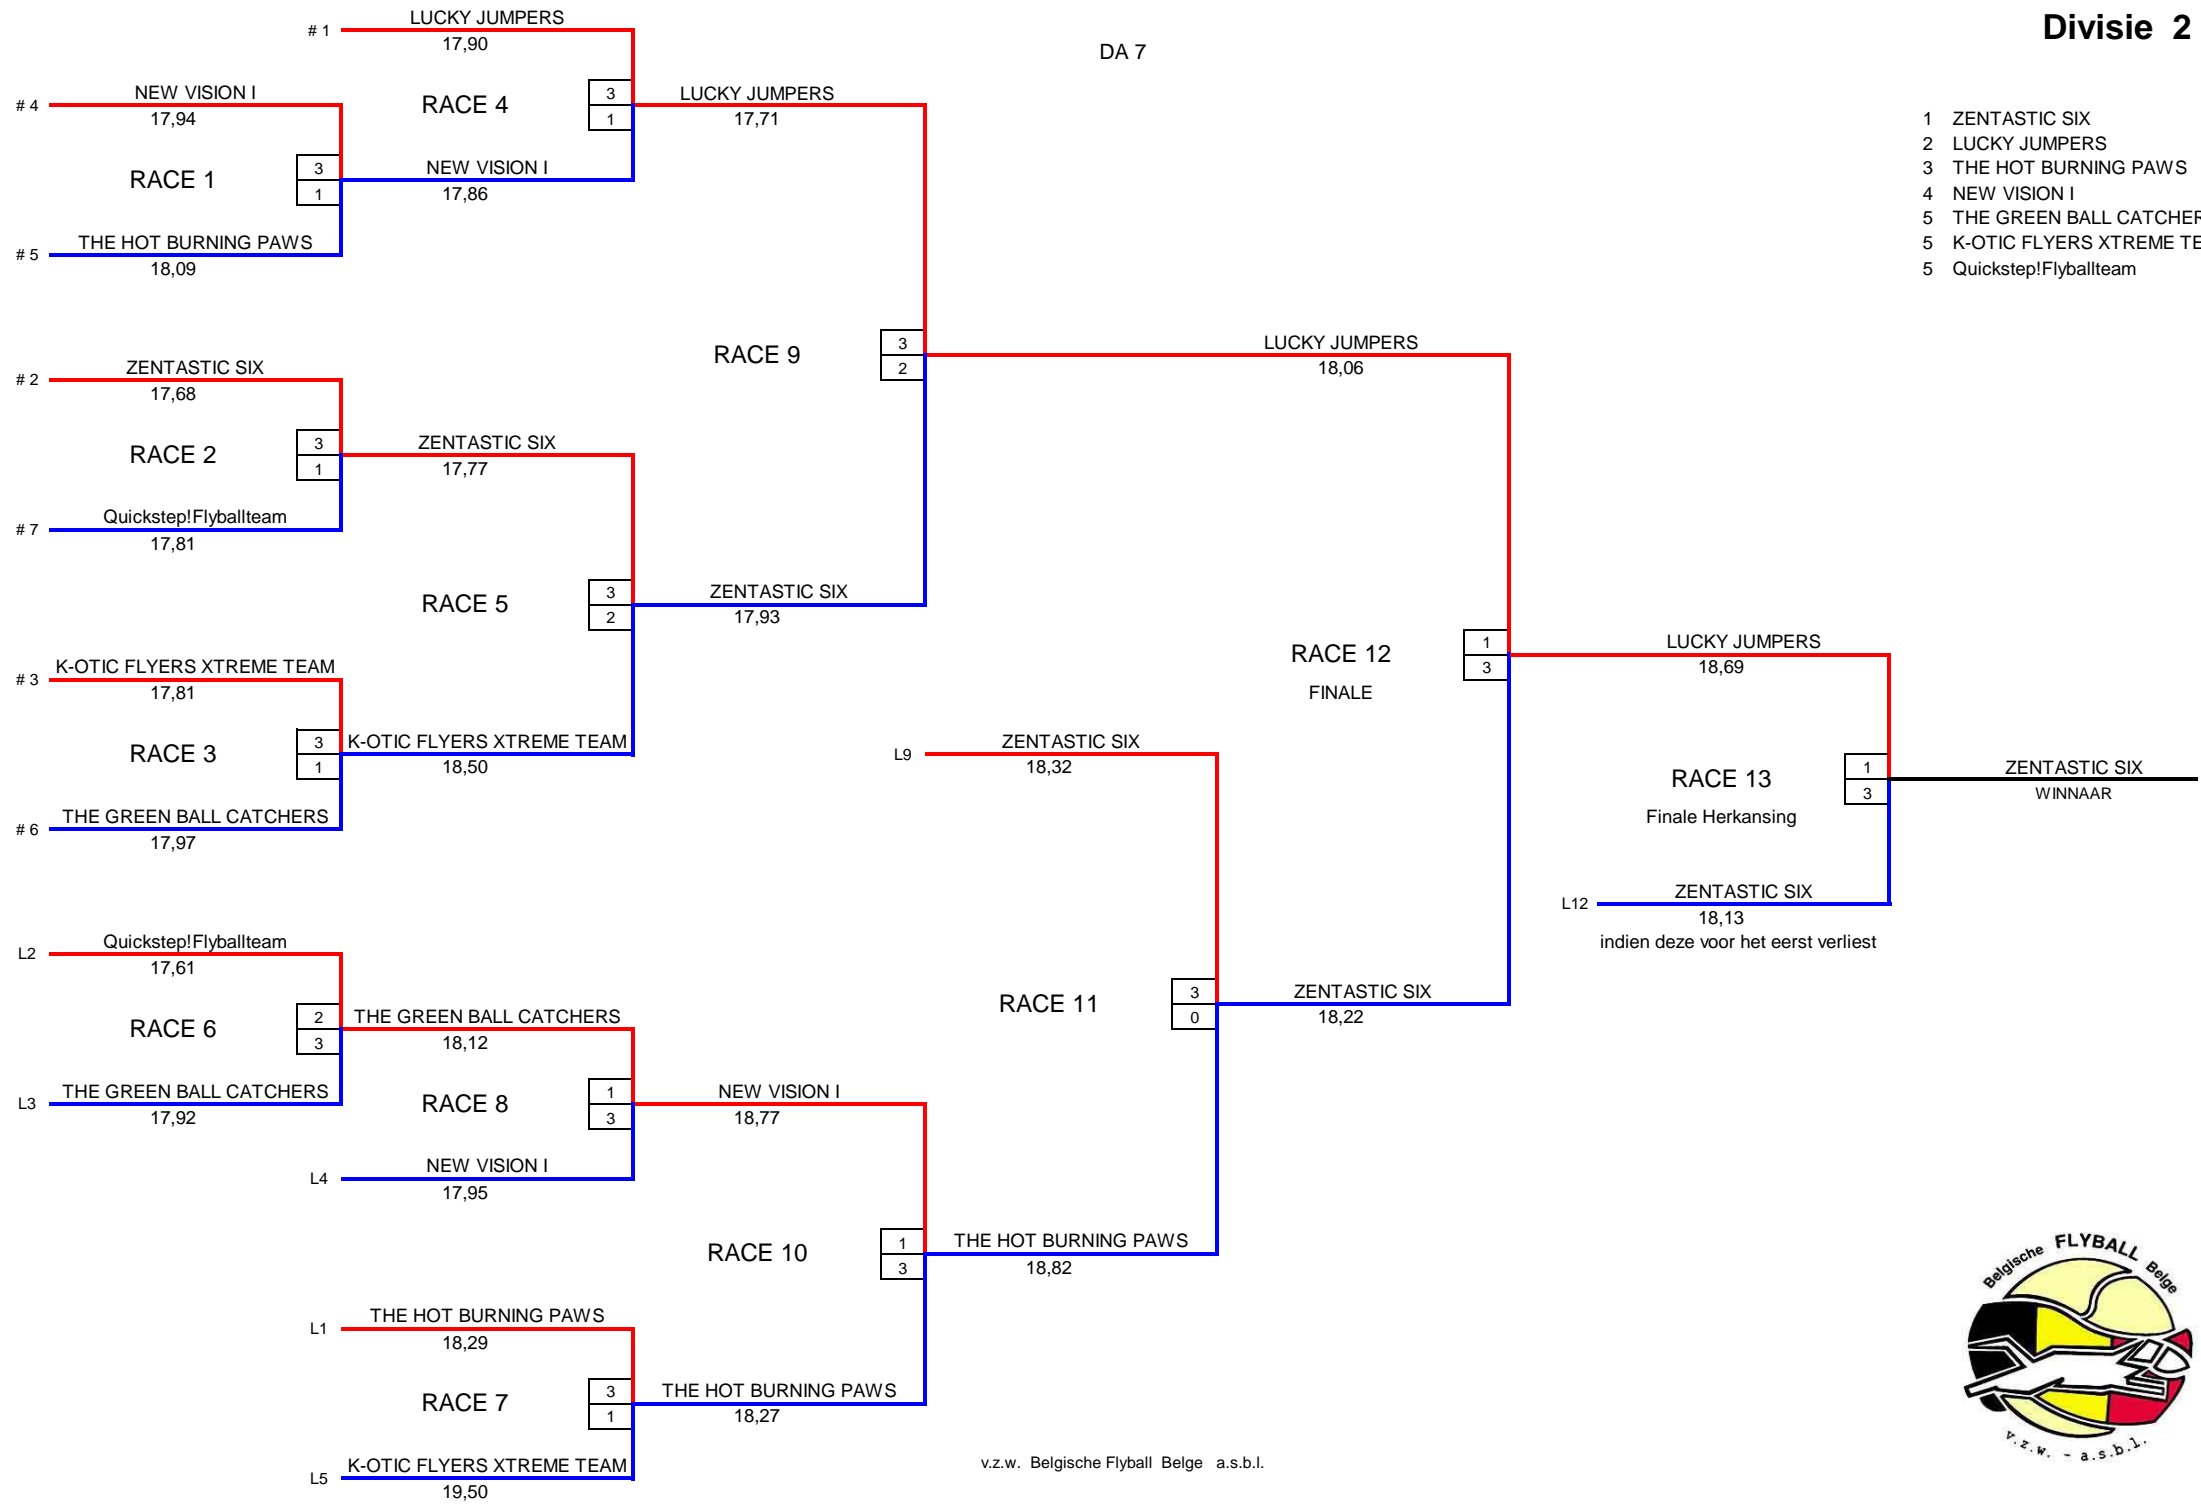 Divisie 2
DA 7
1 ZENTASTIC SIX
2 LUCKY JUMPERS
3 THE HOT BURNING PAWS
4 NEW VISION I
5 THE GREEN BALL CATCHER
5 K-OTIC FLYERS XTREME TE
5 Quickstep!Flyballteam
# 1 LUCKY JUMPERS
17,90
# 4 NEW VISION I
17,94
RACE 1
3
1
# 5 THE HOT BURNING PAWS
18,09
RACE 4
3
1
NEW VISION I
17,86
LUCKY JUMPERS
17,71
# 2 ZENTASTIC SIX
17,68
RACE 2
3
1
# 7 Quickstep!Flyballteam
17,81
ZENTASTIC SIX
17,77
RACE 5
3
2
# 3 K-OTIC FLYERS XTREME TEAM
17,81
RACE 3
3
1
# 6 THE GREEN BALL CATCHERS
17,97
K-OTIC FLYERS XTREME TEAM
18,50
ZENTASTIC SIX
17,93
RACE 9
3
2
LUCKY JUMPERS
18,06
RACE 12
FINALE
1
3
L9 ZENTASTIC SIX
18,32
RACE 11
3
0
ZENTASTIC SIX
18,22
LUCKY JUMPERS
18,69
RACE 13
Finale Herkansing
1
3
ZENTASTIC SIX
WINNAAR
L12 ZENTASTIC SIX
18,13
indien deze voor het eerst verliest
L2 Quickstep!Flyballteam
17,61
RACE 6
2
3
L3 THE GREEN BALL CATCHERS
17,92
THE GREEN BALL CATCHERS
18,12
RACE 8
1
3
L4 NEW VISION I
17,95
NEW VISION I
18,77
RACE 10
1
3
THE HOT BURNING PAWS
18,82
L1 THE HOT BURNING PAWS
18,29
RACE 7
3
1
THE HOT BURNING PAWS
18,27
L5 K-OTIC FLYERS XTREME TEAM
19,50
v.z.w. Belgische Flyball Belge a.s.b.l.
Belgische FLYBALL Belge
v.z.w. - a.s.b.l.